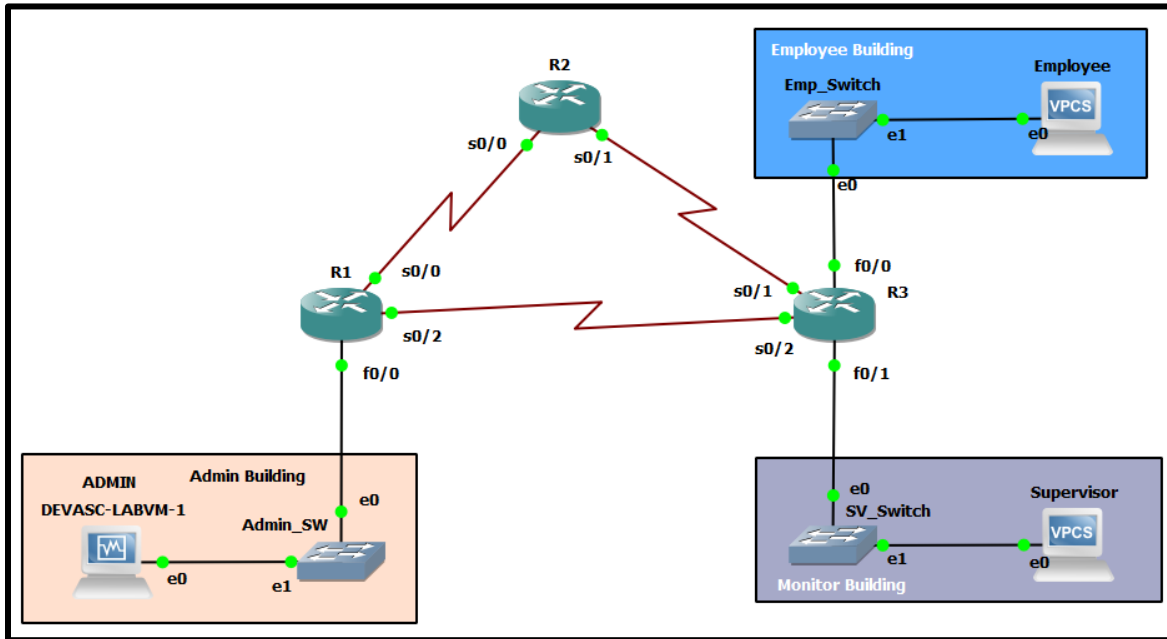 Employee Building
R2
Employee
Emp_Switch
VPCS
s0/0
e1
e0
s0/1
e0
R1
s0/0
f0/0
s0/1
R3
s0/2
s0/2
f0/0
f0/1
ADMIN
Admin Building
DEVASC-LABVM-1
e0
Admin_SW
e0
e1
e0
Supervisor
SV_Switch
VPCS
e1
e0
Monitor Building